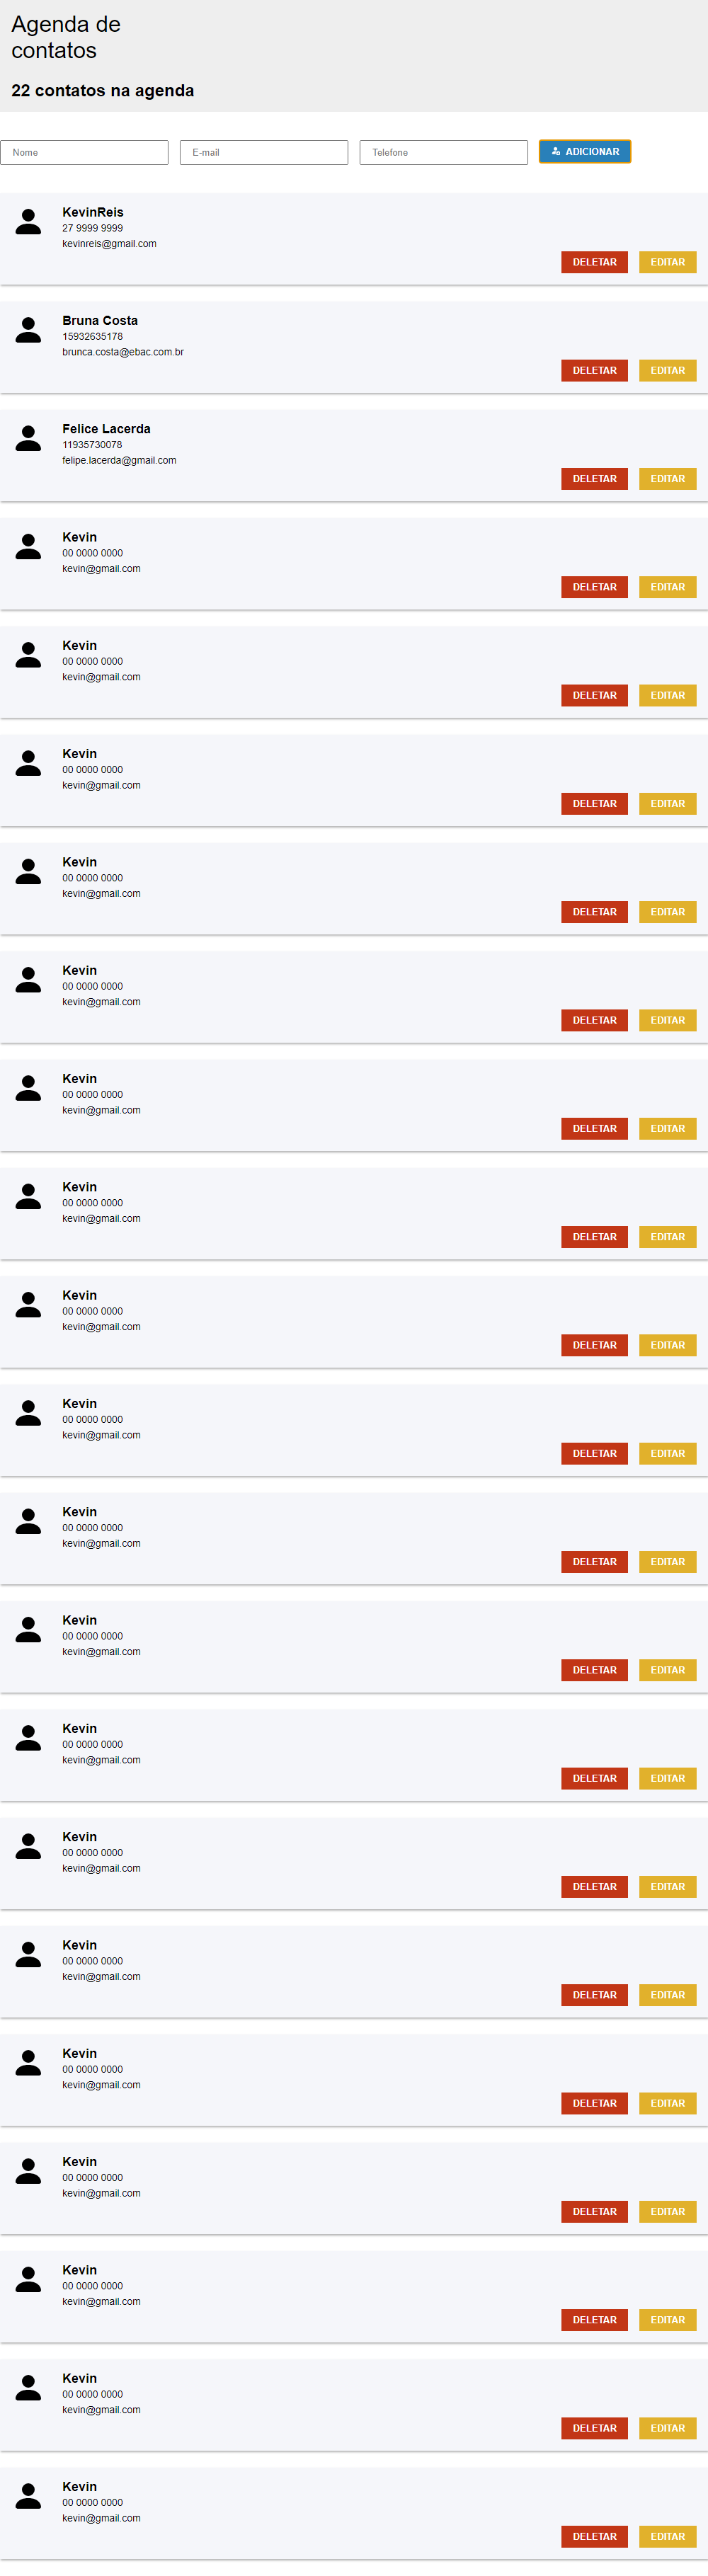 Agenda de
contatos
22 contatos na agenda
Nome E-mail Telefone ADICIONAR
KevinReis
27 9999 9999
kevinreis@gmail.com
DELETAR EDITAR
Bruna Costa
15932635178
brunca.costa@ebac.com.br
DELETAR EDITAR
Felice Lacerda
11935730078
felipe.lacerda@gmail.com
DELETAR EDITAR
Kevin
00 0000 0000
kevin@gmail.com
DELETAR EDITAR
Kevin
00 0000 0000
kevin@gmail.com
DELETAR EDITAR
Kevin
00 0000 0000
kevin@gmail.com
DELETAR EDITAR
Kevin
00 0000 0000
kevin@gmail.com
DELETAR EDITAR
Kevin
00 0000 0000
kevin@gmail.com
DELETAR EDITAR
Kevin
00 0000 0000
kevin@gmail.com
DELETAR EDITAR
Kevin
00 0000 0000
kevin@gmail.com
DELETAR EDITAR
Kevin
00 0000 0000
kevin@gmail.com
DELETAR EDITAR
Kevin
00 0000 0000
kevin@gmail.com
DELETAR EDITAR
Kevin
00 0000 0000
kevin@gmail.com
DELETAR EDITAR
Kevin
00 0000 0000
kevin@gmail.com
DELETAR EDITAR
Kevin
00 0000 0000
kevin@gmail.com
DELETAR EDITAR
Kevin
00 0000 0000
kevin@gmail.com
DELETAR EDITAR
Kevin
00 0000 0000
kevin@gmail.com
DELETAR EDITAR
Kevin
00 0000 0000
kevin@gmail.com
DELETAR EDITAR
Kevin
00 0000 0000
kevin@gmail.com
DELETAR EDITAR
Kevin
00 0000 0000
kevin@gmail.com
DELETAR EDITAR
Kevin
00 0000 0000
kevin@gmail.com
DELETAR EDITAR
Kevin
00 0000 0000
kevin@gmail.com
DELETAR EDITAR